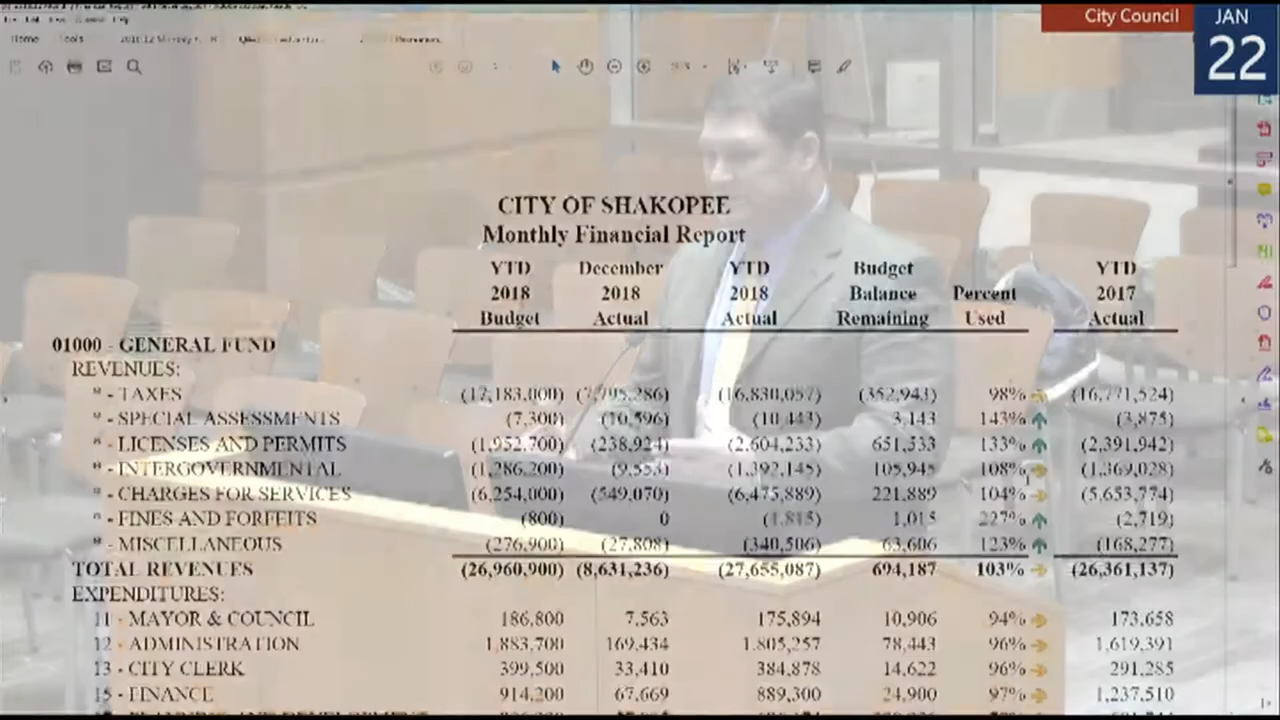 City Council
JAN
22
Home Tools
CITY OF SHAKOPEE
Monthly Financial Report
YTD December YTD Budget YTD
2018 2018 2018 Balance Percent 2017
Budget Actual Actual Remaining Used Actual
01000 - GENERAL FUND
REVENUES:
- TAXES (17,183,000) (7,795,286) (16,830,057) (352,943) 98% (16,771,524)
- SPECIAL ASSESSMENTS (7,300) (10,596) (10,443) 3,143 143% (3,875)
- LICENSES AND PERMITS (1,952,700) (238,924) (2,604,233) 651,533 133% (2,391,942)
- INTERGOVERNMENTAL (1,286,200) (9,553) (1,392,145) 105,945 108% (1,369,028)
- CHARGES FOR SERVICES (6,254,000) (549,070) (6,475,889) 221,889 104% (5,653,774)
- FINES AND FORFEITS (800) 0 (1,815) 1,015 227% (2,719)
- MISCELLANEOUS (276,900) (27,808) (340,506) 63,606 123% (168,277)
TOTAL REVENUES (26,960,900) (8,631,236) (27,655,087) 694,187 103% (26,361,137)
EXPENDITURES:
11 - MAYOR & COUNCIL 186,800 7,563 175,894 10,906 94% 173,658
12 - ADMINISTRATION 1,883,700 169,434 1,805,257 78,443 96% 1,619,391
13 - CITY CLERK 399,500 33,410 384,878 14,622 96% 291,285
15 - FINANCE 914,200 67,669 889,300 24,900 97% 1,237,510